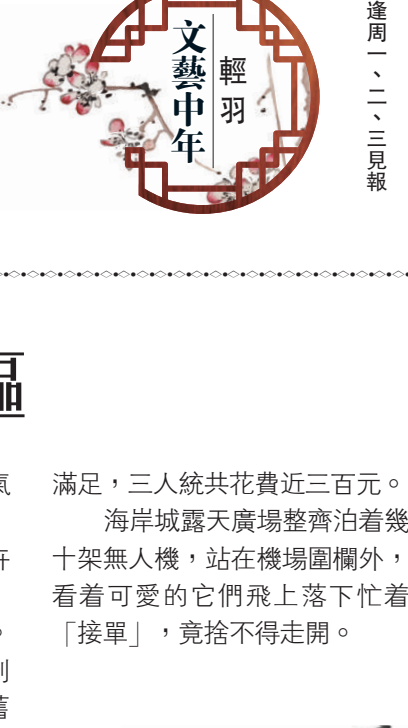 逢周一、二、三見報
輕羽
文藝中年
滿足，三人統共花費近三百元。
海岸城露天廣場整齊泊着幾
十架無人機，站在機場圍欄外，
看着可愛的它們飛上落下忙着
「接單」，竟捨不得走開。